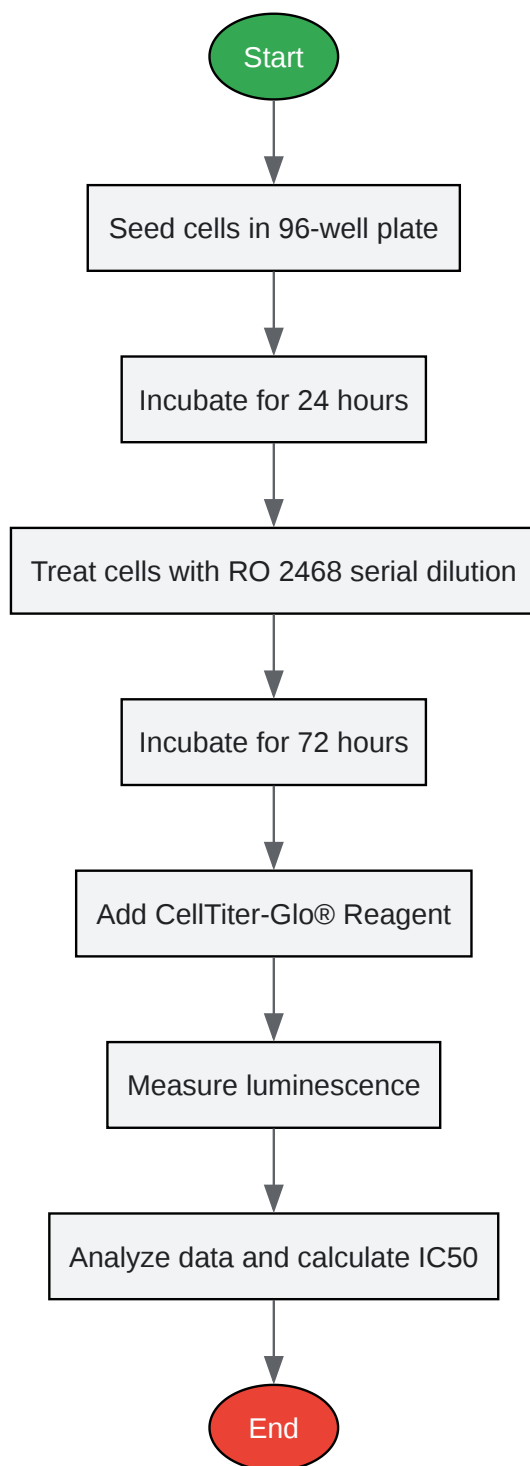 Start
Seed cells in 96-well plate
Incubate for 24 hours
Treat cells with RO 2468 serial dilution
Incubate for 72 hours
Add CellTiter-Glo® Reagent
Measure luminescence
Analyze data and calculate IC50
End